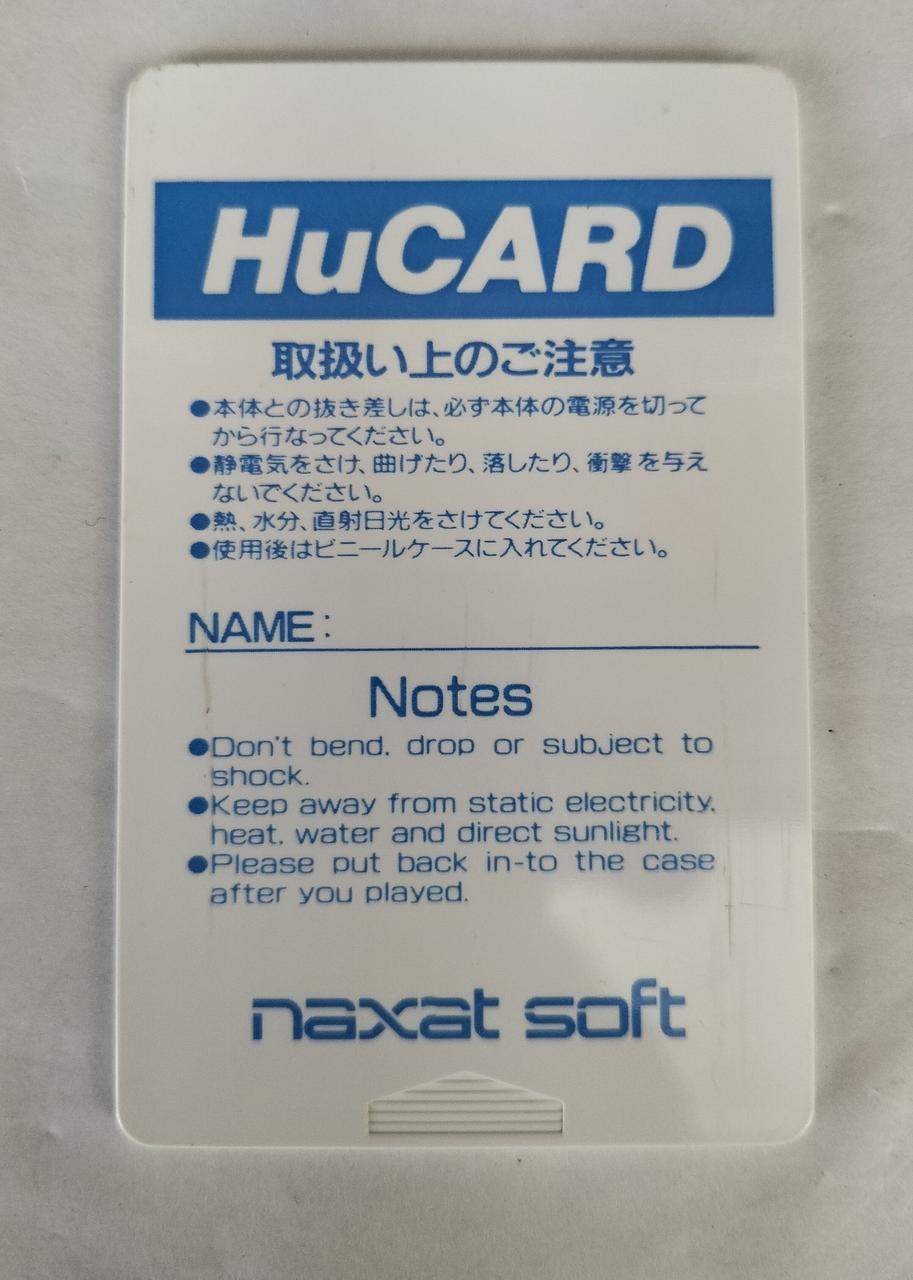 HuCARD
取扱い上のご注意
●本体との抜き差しは、必ず本体の電源を切って
から行なってください。
●静電気をさけ、曲げたり、落したり、衝撃を与え
ないでください。
●熱、水分、直射日光をさけてください。
●使用後はビニールケースに入れてください。
NAME:
Notes
●Don't bend, drop or subject to
shock.
●Keep away from static electricity,
heat, water and direct sunlight.
●Please put back in-to the case
after you played.
naxat soft